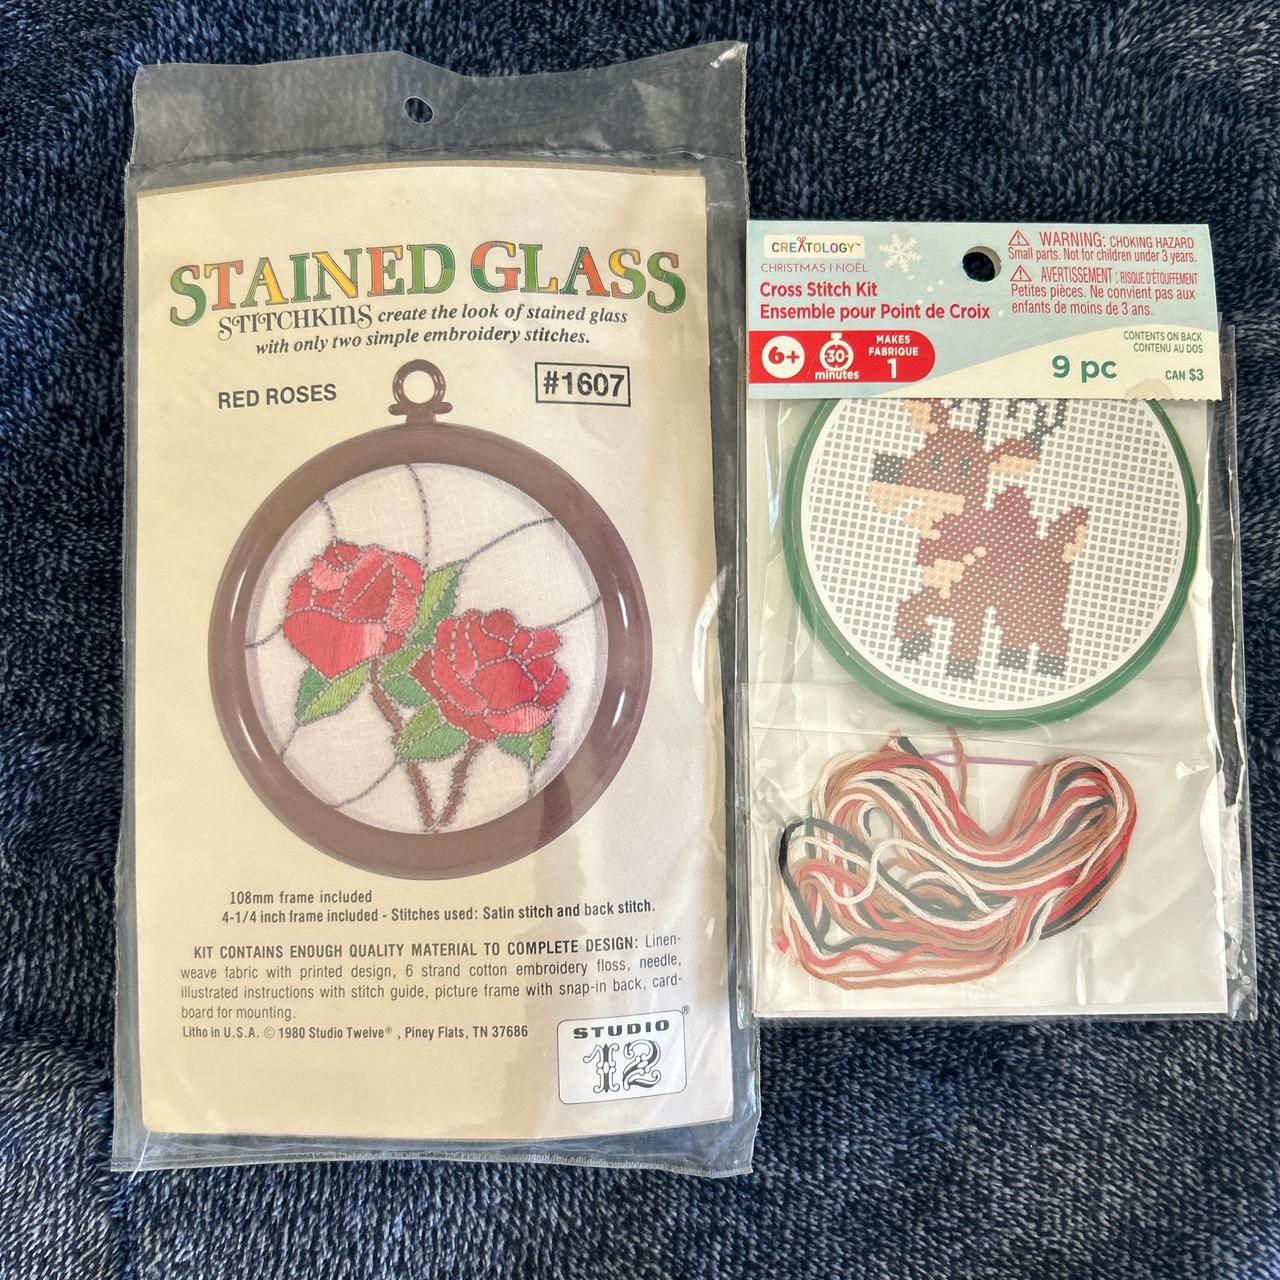 STAINED GLASS
STITCHKINS create the look of stained glass
with only two simple embroidery stitches.
RED ROSES
#1607
108mm frame included
4-1/4 inch frame included - Stitches used: Satin stitch and back stitch.
KIT CONTAINS ENOUGH QUALITY MATERIAL TO COMPLETE DESIGN: Linen-
weave fabric with printed design, 6 strand cotton embroidery floss, needle,
illustrated instructions with stitch guide, picture frame with snap-in back, card-
board for mounting.
Litho in U.S.A. © 1980 Studio Twelve®, Piney Flats, TN 37686
STUDIO
12
®
CREATOLOGY™
CHRISTMAS | NOËL
Cross Stitch Kit
Ensemble pour Point de Croix
6+
30
minutes
MAKES
FABRIQUE
1
WARNING: CHOKING HAZARD
Small parts. Not for children under 3 years.
AVERTISSEMENT : RISQUE D'ÉTOUFFEMENT
Petites pièces. Ne convient pas aux
enfants de moins de 3 ans.
CONTENTS ON BACK
CONTENU AU DOS
9 pc
CAN $3